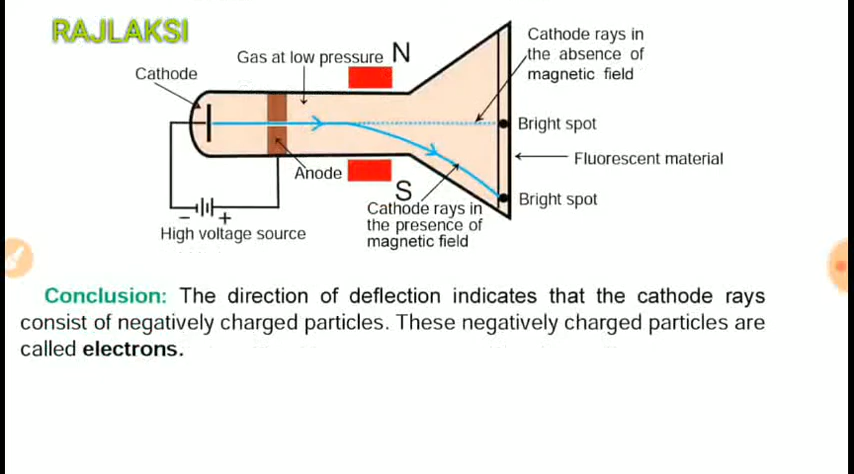 RAJLAKSI
Cathode rays in
the absence of
magnetic field
Gas at low pressure N
Cathode
Bright spot
Fluorescent material
Anode
S
Bright spot
Cathode rays in
the presence of
magnetic field
− +
High voltage source
Conclusion: The direction of deflection indicates that the cathode rays
consist of negatively charged particles. These negatively charged particles are
called electrons.